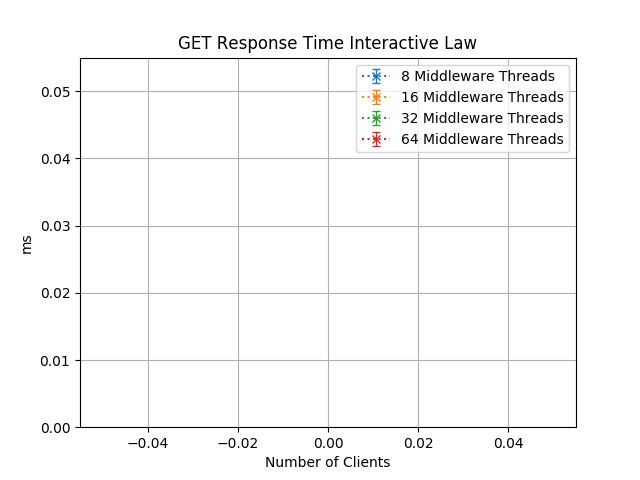 GET Response Time Interactive Law
8 Middleware Threads
16 Middleware Threads
32 Middleware Threads
64 Middleware Threads
0.05
0.04
0.03
0.02
0.01
0.00
ms
−0.04 −0.02 0.00 0.02 0.04
Number of Clients